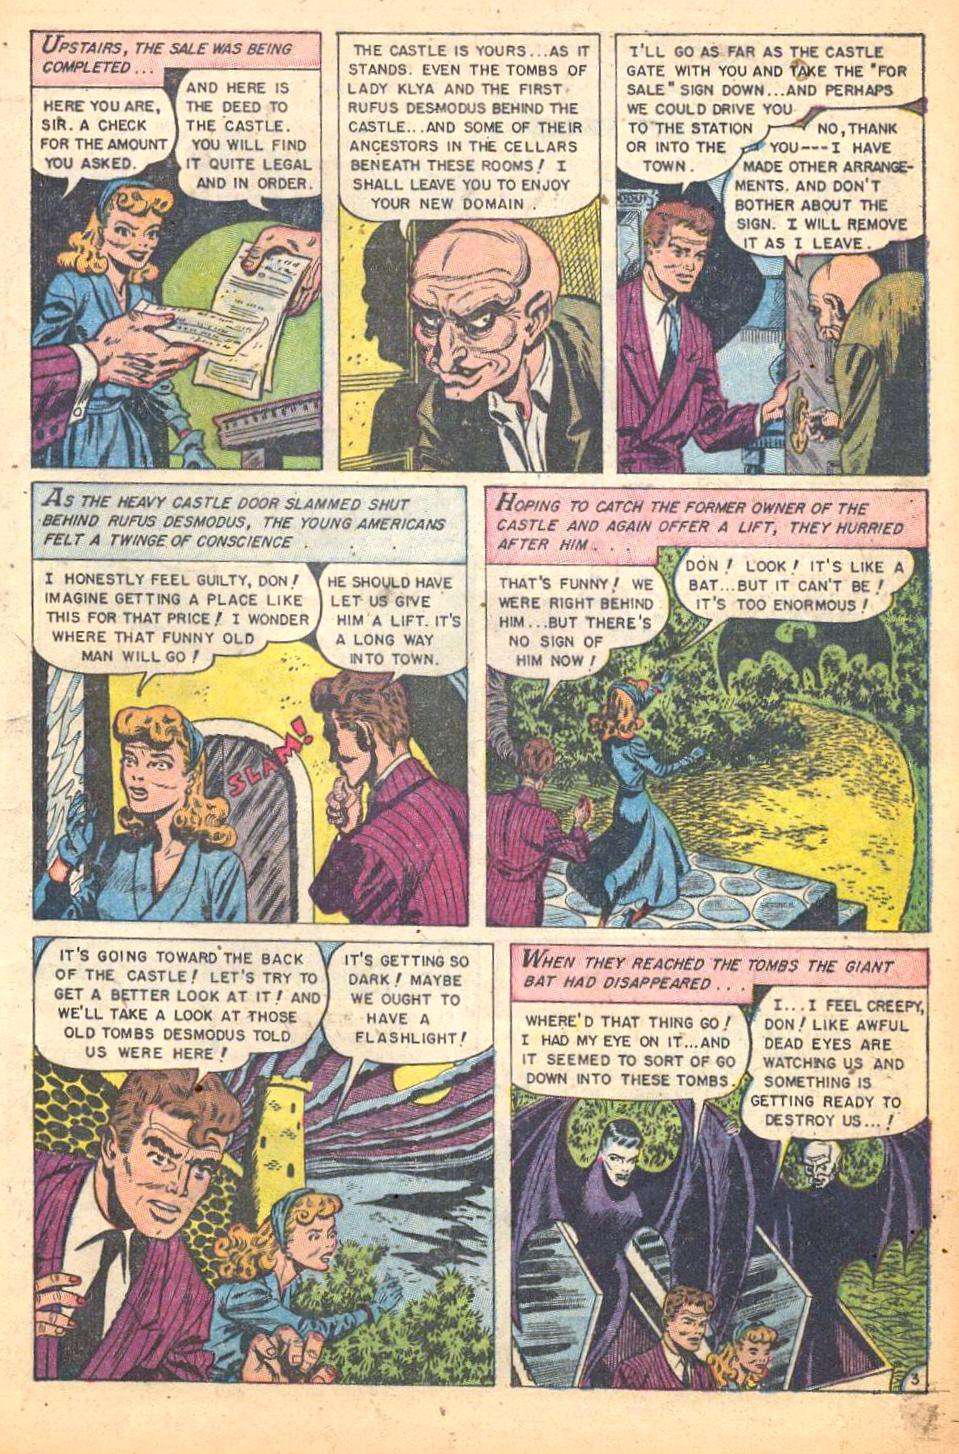 UPSTAIRS, THE SALE WAS BEING
COMPLETED ...
HERE YOU ARE,
SIR. A CHECK
FOR THE AMOUNT
YOU ASKED.
AND HERE IS
THE DEED TO
THE CASTLE.
YOU WILL FIND
IT QUITE LEGAL
AND IN ORDER.
THE CASTLE IS YOURS...AS IT
STANDS. EVEN THE TOMBS OF
LADY KLYA AND THE FIRST
RUFUS DESMODUS BEHIND THE
CASTLE...AND SOME OF THEIR
ANCESTORS IN THE CELLARS
BENEATH THESE ROOMS! I
SHALL LEAVE YOU TO ENJOY
YOUR NEW DOMAIN.
I'LL GO AS FAR AS THE CASTLE
GATE WITH YOU AND TAKE THE "FOR
SALE" SIGN DOWN...AND PERHAPS
WE COULD DRIVE YOU
TO THE STATION
OR INTO THE
TOWN.
NO, THANK
YOU---I HAVE
MADE OTHER ARRANGE-
MENTS. AND DON'T
BOTHER ABOUT THE
SIGN. I WILL REMOVE
IT AS I LEAVE.
AS THE HEAVY CASTLE DOOR SLAMMED SHUT
BEHIND RUFUS DESMODUS, THE YOUNG AMERICANS
FELT A TWINGE OF CONSCIENCE.
I HONESTLY FEEL GUILTY, DON!
IMAGINE GETTING A PLACE LIKE
THIS FOR THAT PRICE! I WONDER
WHERE THAT FUNNY OLD
MAN WILL GO!
HE SHOULD HAVE
LET US GIVE
HIM A LIFT. IT'S
A LONG WAY
INTO TOWN.
SLAM!
HOPING TO CATCH THE FORMER OWNER OF THE
CASTLE AND AGAIN OFFER A LIFT, THEY HURRIED
AFTER HIM....
THAT'S FUNNY! WE
WERE RIGHT BEHIND
HIM...BUT THERE'S
NO SIGN OF
HIM NOW!
DON! LOOK! IT'S LIKE A
BAT...BUT IT CAN'T BE!
IT'S TOO ENORMOUS!
IT'S GOING TOWARD THE BACK
OF THE CASTLE! LET'S TRY TO
GET A BETTER LOOK AT IT! AND
WE'LL TAKE A LOOK AT THOSE
OLD TOMBS DESMODUS TOLD
US WERE HERE!
IT'S GETTING SO
DARK! MAYBE
WE OUGHT TO
HAVE A
FLASHLIGHT!
WHEN THEY REACHED THE TOMBS THE GIANT
BAT HAD DISAPPEARED...
WHERE'D THAT THING GO!
I HAD MY EYE ON IT...AND
IT SEEMED TO SORT OF GO
DOWN INTO THESE TOMBS.
I...I FEEL CREEPY,
DON! LIKE AWFUL
DEAD EYES ARE
WATCHING US AND
SOMETHING IS
GETTING READY TO
DESTROY US...!
3